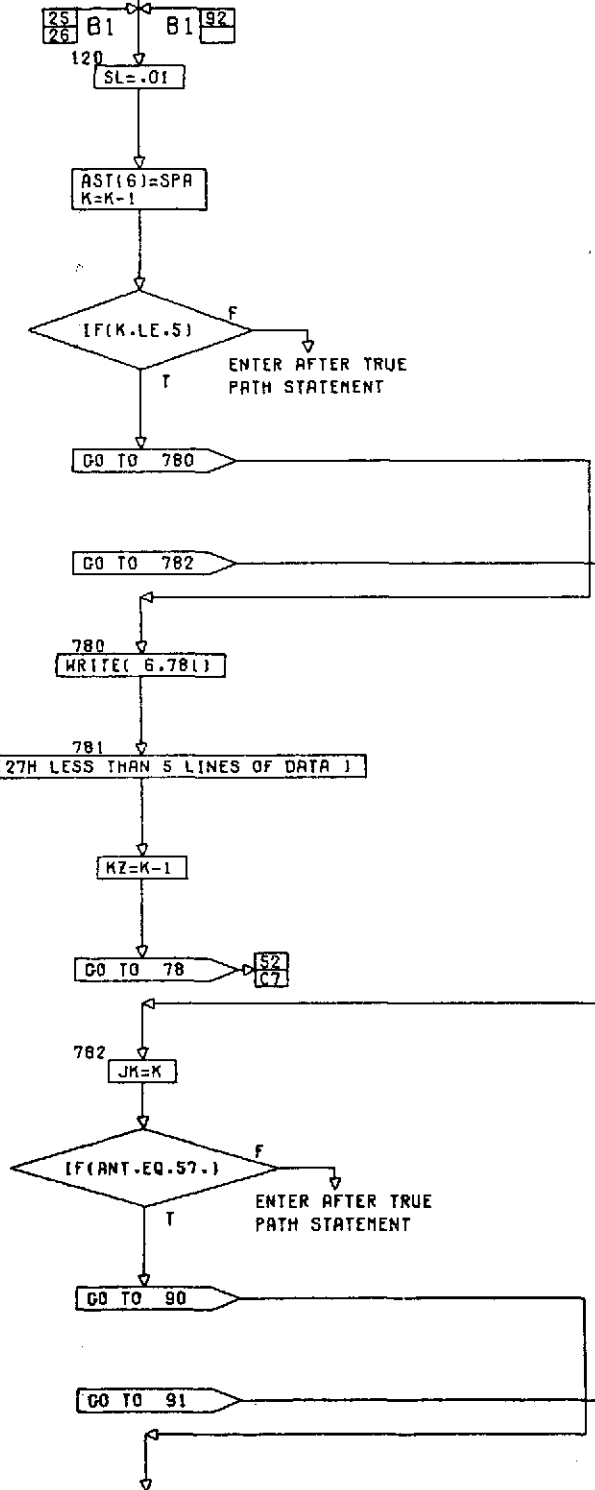 25 B1 B1 92
26
120
SL=.01
AST(6)=SPA
K=K-1
IF(K.LE.5)
F
ENTER AFTER TRUE
PATH STATEMENT
T
GO TO 780
GO TO 782
780
WRITE( 6.781)
781
27H LESS THAN 5 LINES OF DATA )
KZ=K-1
GO TO 78
52
C7
782
JK=K
IF(ANT.EQ.57.)
F
ENTER AFTER TRUE
PATH STATEMENT
T
GO TO 90
GO TO 91